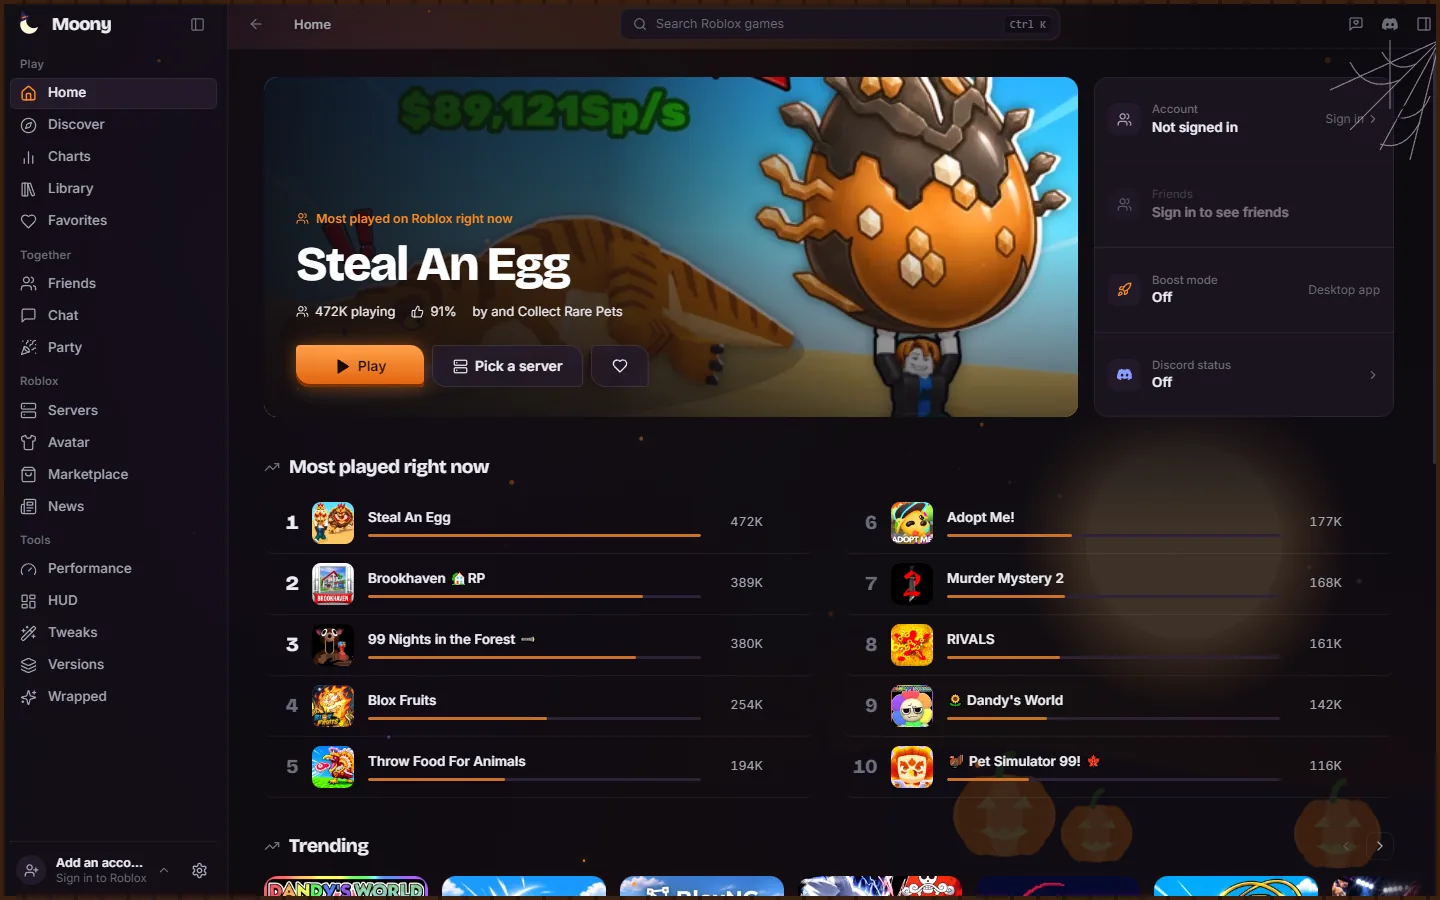 Moony
Home
Search Roblox games
Ctrl K
Play
Home
Discover
Charts
Library
Favorites
Together
Friends
Chat
Party
Roblox
Servers
Avatar
Marketplace
News
Tools
Performance
HUD
Tweaks
Versions
Wrapped
Add an acco...
Sign in to Roblox
$89,121Sp/s
Most played on Roblox right now
Steal An Egg
472K playing 91% by and Collect Rare Pets
Play
Pick a server
Account
Not signed in
Sign in
Friends
Sign in to see friends
Boost mode
Off
Desktop app
Discord status
Off
Most played right now
1 Steal An Egg 472K
2 Brookhaven 🏡RP 389K
BROOKHAVEN
3 99 Nights in the Forest 380K
4 Blox Fruits 254K
5 Throw Food For Animals 194K
6 Adopt Me! 177K
ADOPT ME
7 Murder Mystery 2 168K
2
8 RIVALS 161K
9 🌻 Dandy's World 142K
10 🦃 Pet Simulator 99! 🍁 116K
Trending
DANDY'S WORLD